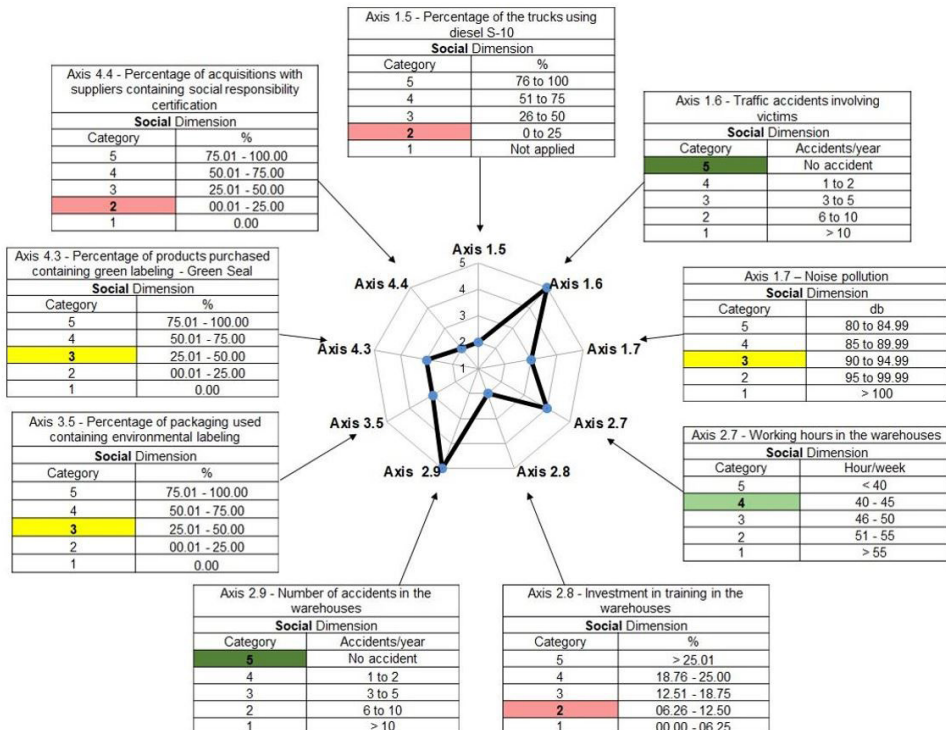 Axis 1.5 - Percentage of the trucks using
diesel S-10
Social Dimension
Category %
5 76 to 100
4 51 to 75
3 26 to 50
2 0 to 25
1 Not applied
Axis 4.4 - Percentage of acquisitions with
suppliers containing social responsibility
certification
Social Dimension
Category %
5 75.01 - 100.00
4 50.01 - 75.00
3 25.01 - 50.00
2 00.01 - 25.00
1 0.00
Axis 1.6 - Traffic accidents involving
victims
Social Dimension
Category Accidents/year
5 No accident
4 1 to 2
3 3 to 5
2 6 to 10
1 > 10
Axis 4.3 - Percentage of products purchased
containing green labeling - Green Seal
Social Dimension
Category %
5 75.01 - 100.00
4 50.01 - 75.00
3 25.01 - 50.00
2 00.01 - 25.00
1 0.00
Axis 1.5
Axis 1.6
Axis 1.7
Axis 2.7
Axis 2.8
Axis 2.9
Axis 3.5
Axis 4.3
Axis 4.4
5
4
3
2
1
Axis 1.7 – Noise pollution
Social Dimension
Category db
5 80 to 84.99
4 85 to 89.99
3 90 to 94.99
2 95 to 99.99
1 > 100
Axis 3.5 - Percentage of packaging used
containing environmental labeling
Social Dimension
Category %
5 75.01 - 100.00
4 50.01 - 75.00
3 25.01 - 50.00
2 00.01 - 25.00
1 0.00
Axis 2.7 - Working hours in the warehouses
Social Dimension
Category Hour/week
5 < 40
4 40 - 45
3 46 - 50
2 51 - 55
1 > 55
Axis 2.9 - Number of accidents in the
warehouses
Social Dimension
Category Accidents/year
5 No accident
4 1 to 2
3 3 to 5
2 6 to 10
1 > 10
Axis 2.8 - Investment in training in the
warehouses
Social Dimension
Category %
5 > 25.01
4 18.76 - 25.00
3 12.51 - 18.75
2 06.26 - 12.50
1 00.00 - 06.25